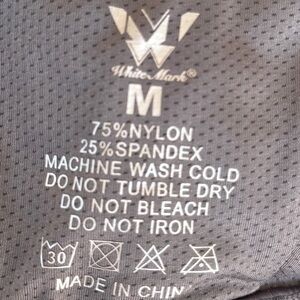 White Mark®
M
75%NYLON
25%SPANDEX
MACHINE WASH COLD
DO NOT TUMBLE DRY
DO NOT BLEACH
DO NOT IRON
30
MADE IN CHIN